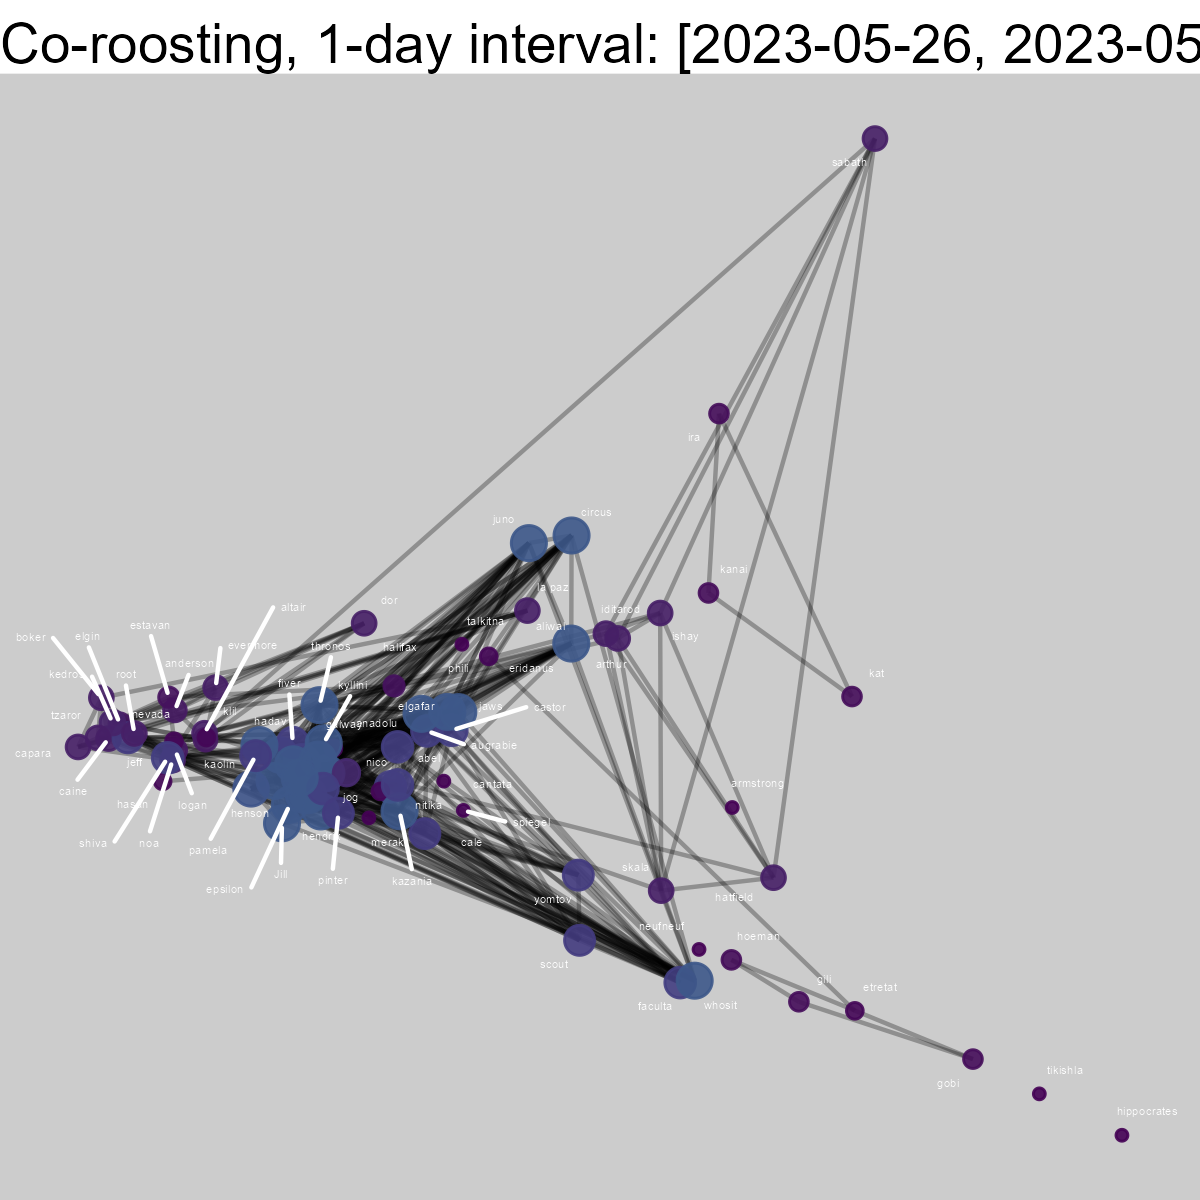 Co-roosting, 1-day interval: [2023-05-26, 2023-05
sabath
ira
circus
juno
kanai
la paz
dor
altair
iditarod
talkitna
aliwai
estavan
boker
elgin
ishay
evermore
thronos
halifax
anderson
arthur
phili
eridanus
kedros
root
kat
fiver
kyllini
elgafar
jaws
castor
tzaror
nevada
klil
hadav
galway
anadolu
augrabie
capara
jeff
kaolin
nico
abel
armstrong
cantata
caine
hasan
logan
henson
jog
nitika
spiegel
hendrix
merak
cale
shiva
noa
pamela
skala
Jill
pinter
kazania
epsilon
hatfield
yomtov
neufneuf
hoeman
scout
gili
etretat
faculta
whosit
tikishla
gobi
hippocrates